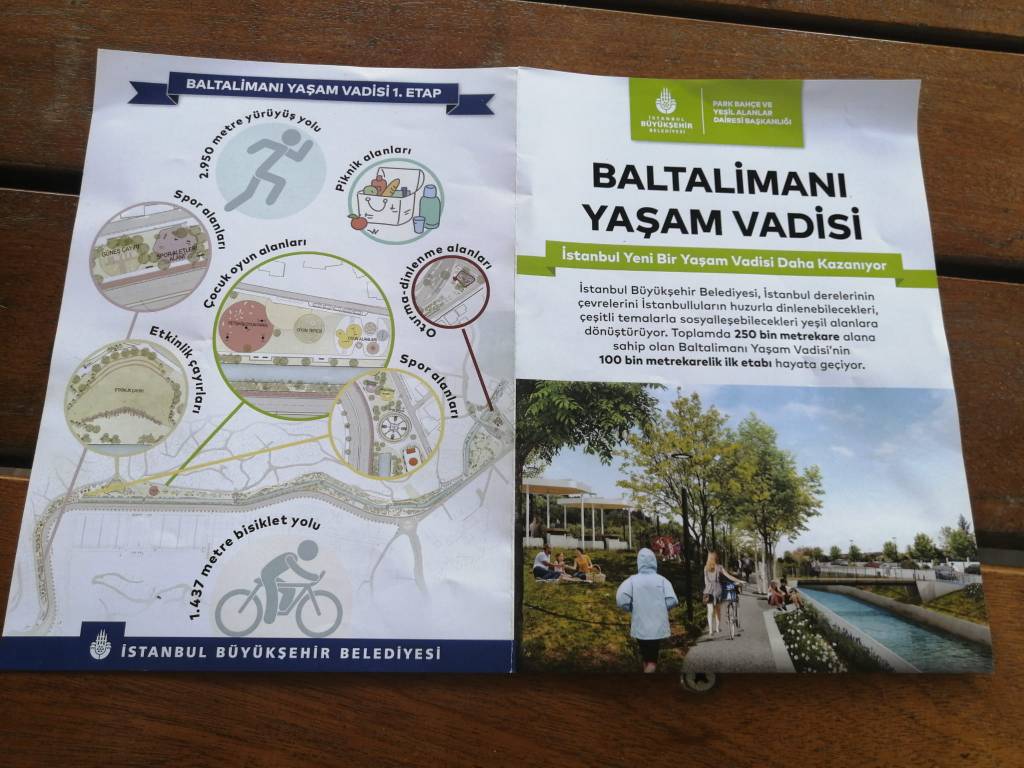 BALTALİMANI YAŞAM VADİSİ 1. ETAP
2.950 metre yürüyüş yolu
Piknik alanları
Spor alanları
GÜNEŞ ÇAYIRI
SPOR ALETLERİ
ALANI
Çocuk oyun alanları
Oturma-dinlenme alanları
Etkinlik çayırları
ETKİNLİK ÇAYIRI
Spor alanları
1.437 metre bisiklet yolu
İSTANBUL BÜYÜKŞEHİR BELEDİYESİ
İSTANBUL
BÜYÜKŞEHİR
BELEDİYESİ
PARK BAHÇE VE
YEŞİL ALANLAR
DAİRESİ BAŞKANLIĞI
BALTALİMANI
YAŞAM VADİSİ
İstanbul Yeni Bir Yaşam Vadisi Daha Kazanıyor
İstanbul Büyükşehir Belediyesi, İstanbul derelerinin
çevrelerini İstanbulluların huzurla dinlenebilecekleri,
çeşitli temalarla sosyalleşebilecekleri yeşil alanlara
dönüştürüyor. Toplamda 250 bin metrekare alana
sahip olan Baltalimanı Yaşam Vadisi'nin
100 bin metrekarelik ilk etabı hayata geçiyor.